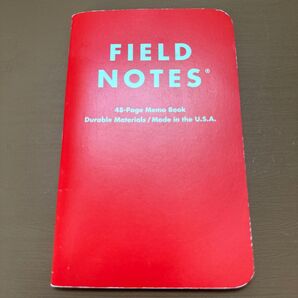 FIELD
NOTES®
48-Page Memo Book
Durable Materials / Made in the U.S.A.